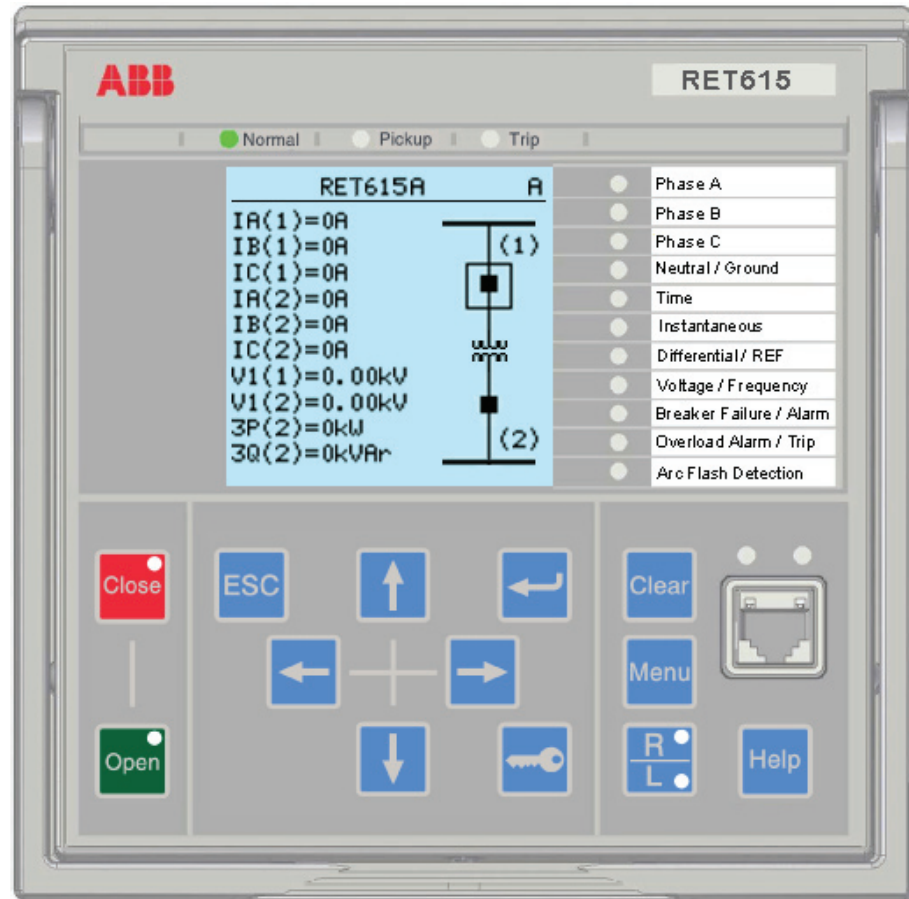 ABB
RET615
Normal
Pickup
Trip
RET615A A
IA(1)=0A
IB(1)=0A
IC(1)=0A
IA(2)=0A
IB(2)=0A
IC(2)=0A
V1(1)=0.00kV
V1(2)=0.00kV
3P(2)=0kW
3Q(2)=0kVAr
(1)
(2)
Phase A
Phase B
Phase C
Neutral / Ground
Time
Instantaneous
Differential / REF
Voltage / Frequency
Breaker Failure / Alarm
Overload Alarm / Trip
Arc Flash Detection
Close
Open
ESC
Clear
Menu
R
L
Help